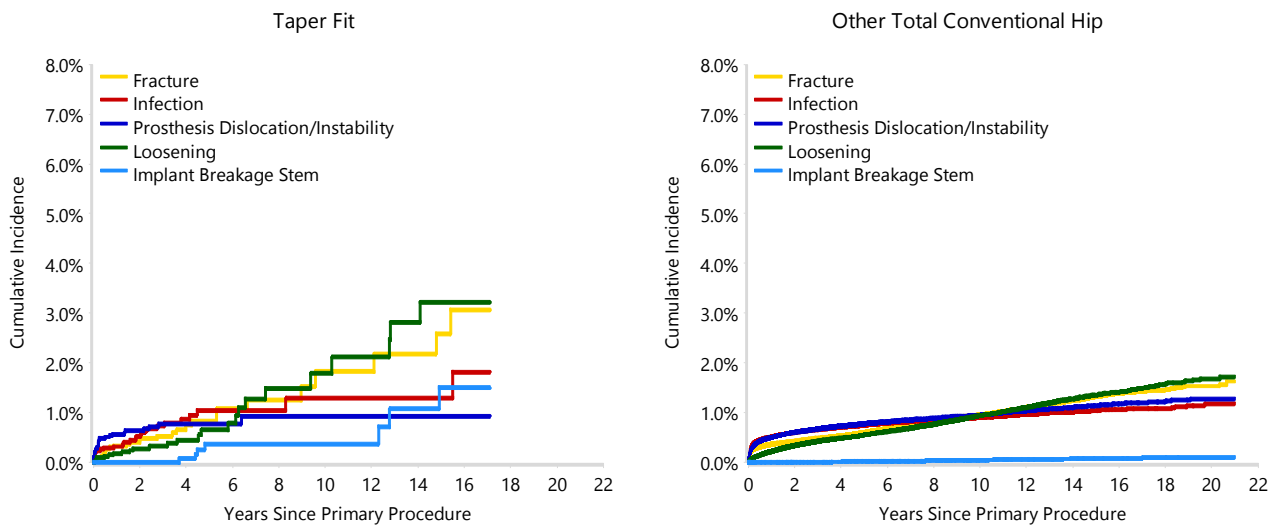 Taper Fit
8.0%
7.0%
6.0%
5.0%
4.0%
3.0%
2.0%
1.0%
0.0%
Cumulative Incidence
Fracture
Infection
Prosthesis Dislocation/Instability
Loosening
Implant Breakage Stem
0 2 4 6 8 10 12 14 16 18 20 22
Years Since Primary Procedure
Other Total Conventional Hip
8.0%
7.0%
6.0%
5.0%
4.0%
3.0%
2.0%
1.0%
0.0%
Cumulative Incidence
Fracture
Infection
Prosthesis Dislocation/Instability
Loosening
Implant Breakage Stem
0 2 4 6 8 10 12 14 16 18 20 22
Years Since Primary Procedure